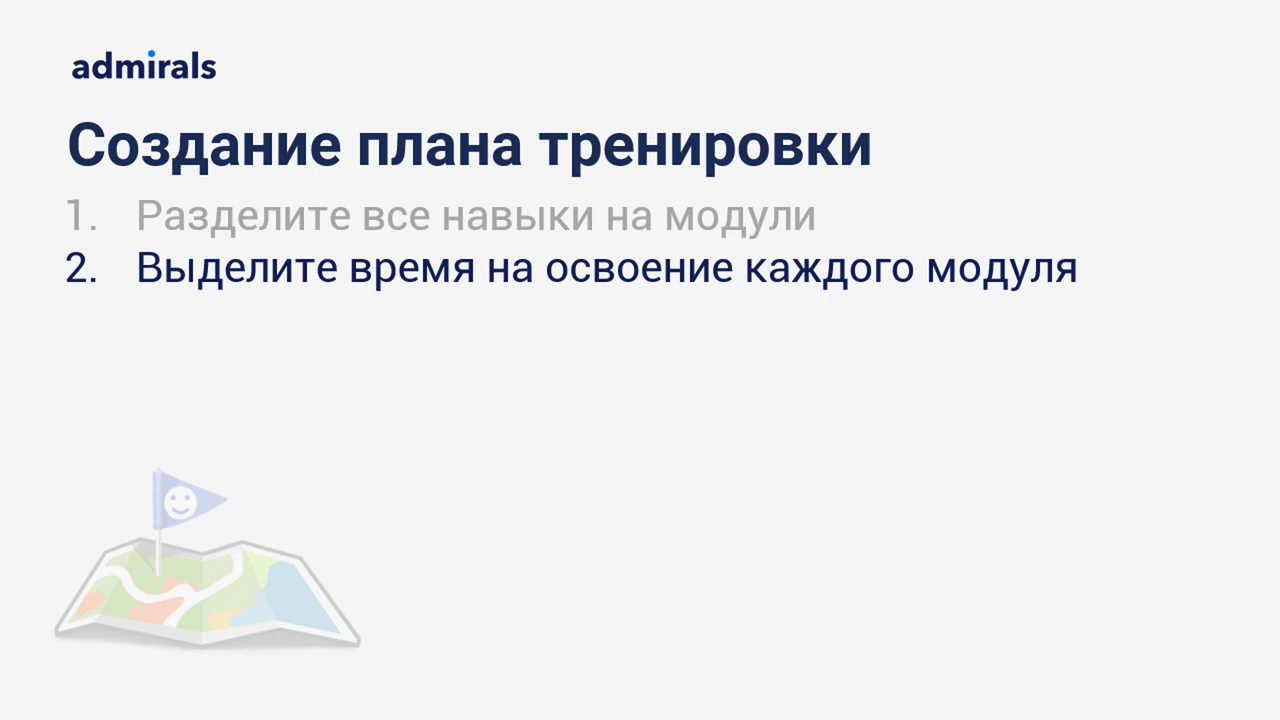 admirals
Создание плана тренировки
1. Разделите все навыки на модули
2. Выделите время на освоение каждого модуля